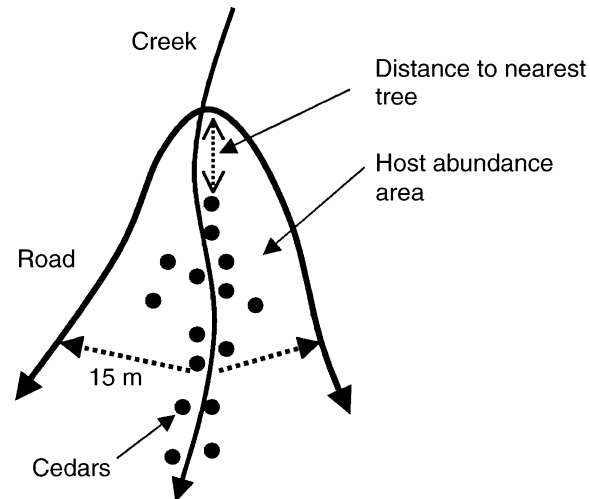 Creek
Distance to nearest
tree
Host abundance
area
Road
15 m
Cedars